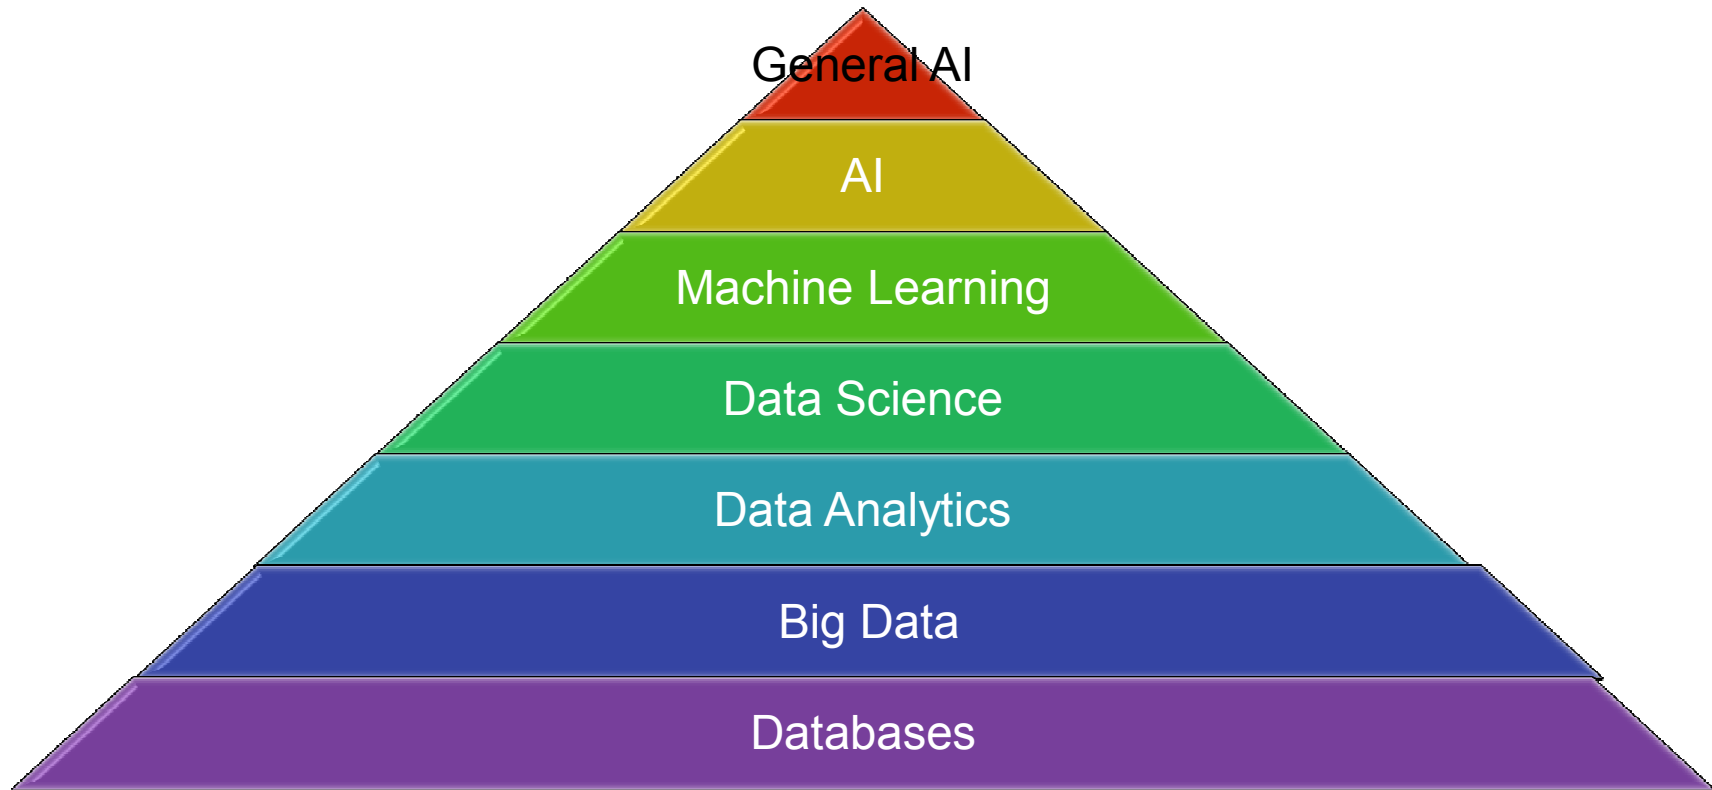 General AI
AI
Machine Learning
Data Science
Data Analytics
Big Data
Databases